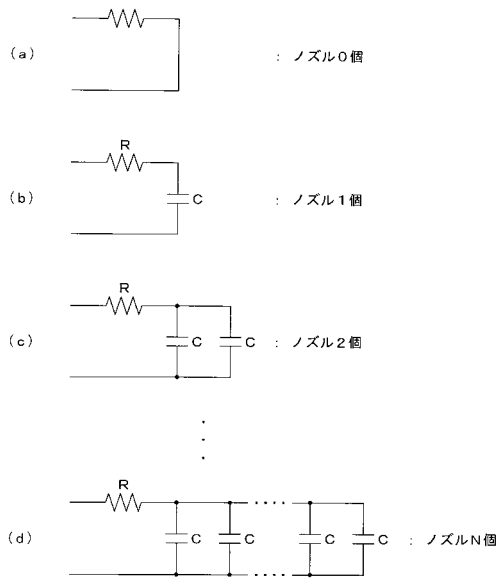 (a) : ノズル0個
R
(b) C : ノズル1個
R
(c) C C : ノズル2個
R
(d) C C C C : ノズルN個